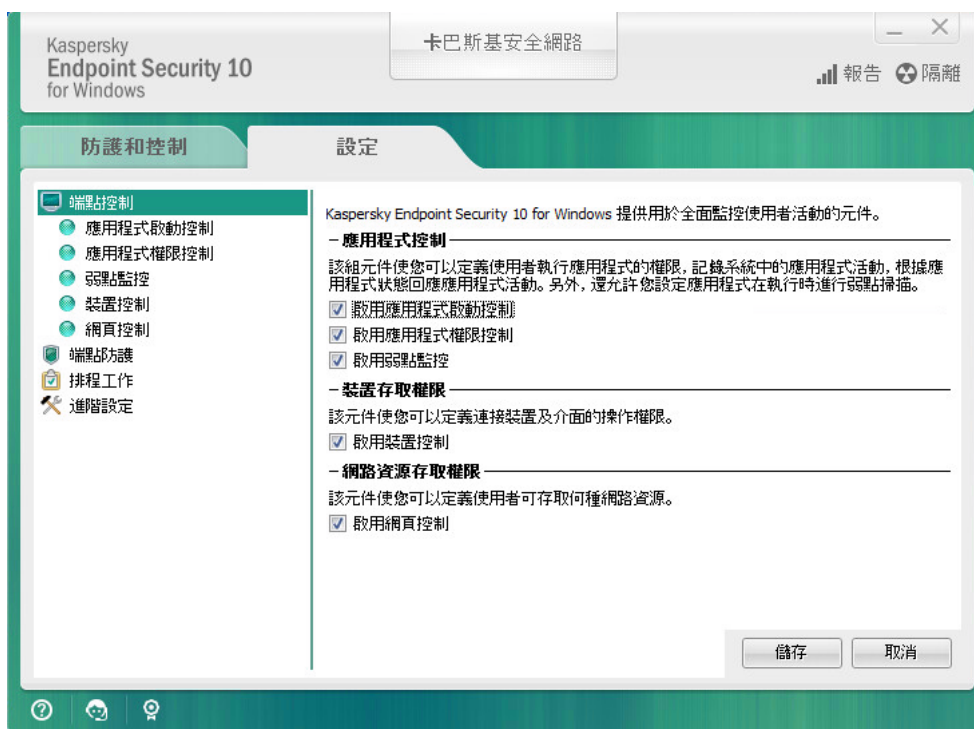 Kaspersky
Endpoint Security 10
for Windows
卡巴斯基安全網路
報告
隔離
防護和控制
設定
端點控制
應用程式啟動控制
應用程式權限控制
弱點監控
裝置控制
網頁控制
端點防護
排程工作
進階設定
Kaspersky Endpoint Security 10 for Windows 提供用於全面監控使用者活動的元件。
– 應用程式控制
該組元件使您可以定義使用者執行應用程式的權限, 記錄系統中的應用程式活動, 根據應
用程式狀態回應應用程式活動。另外, 還允許您設定應用程式在執行時進行弱點掃描。
啟用應用程式啟動控制
啟用應用程式權限控制
啟用弱點監控
– 裝置存取權限
該元件使您可以定義連接裝置及介面的操作權限。
啟用裝置控制
– 網路資源存取權限
該元件使您可以定義使用者可存取何種網路資源。
啟用網頁控制
儲存
取消